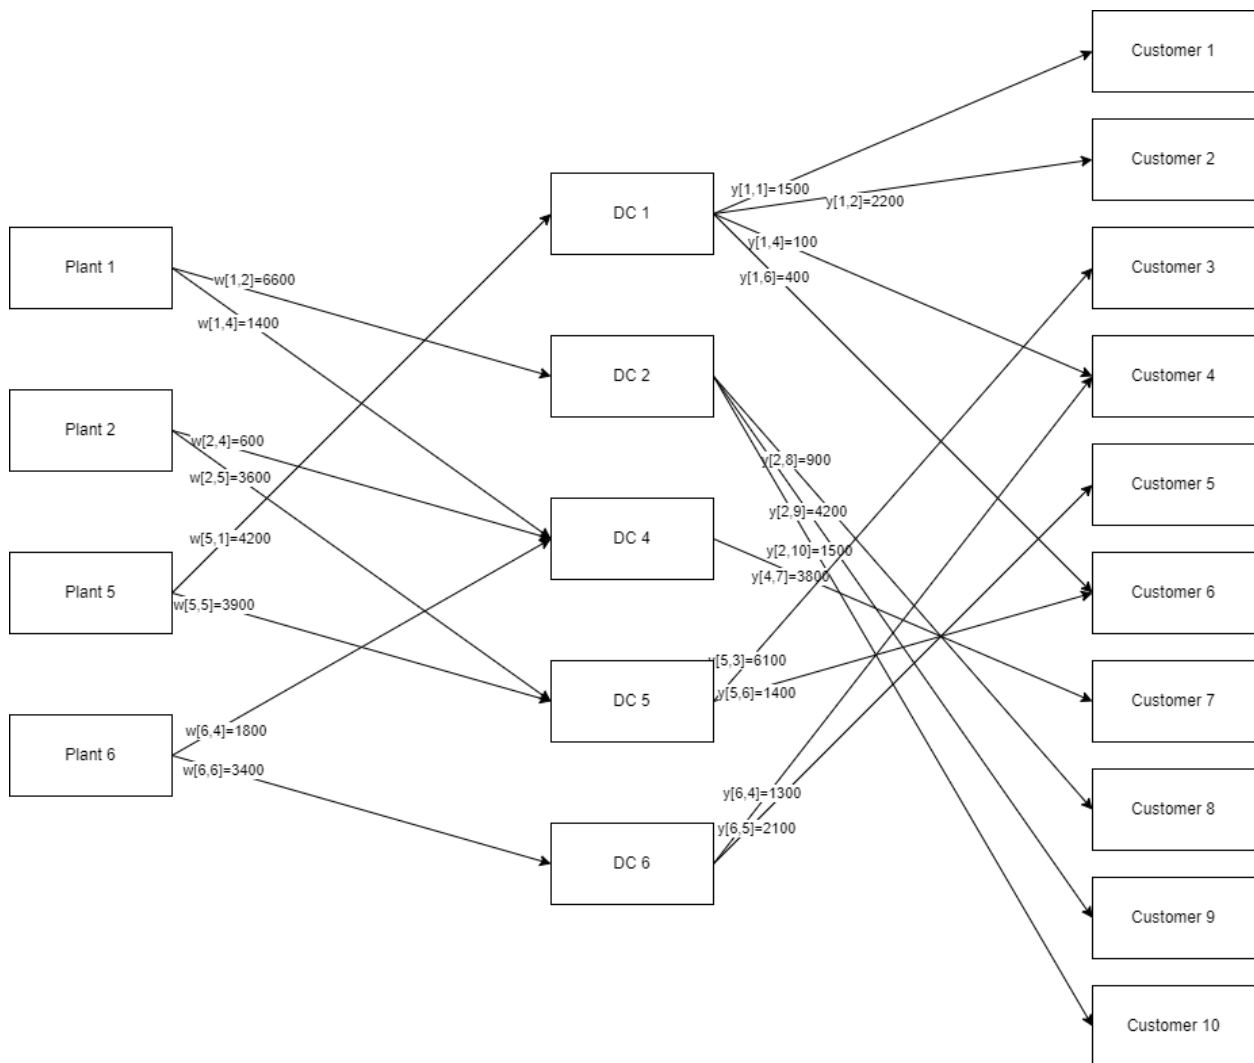 Customer 1
Customer 2
Customer 3
Customer 4
Customer 5
Customer 6
Customer 7
Customer 8
Customer 9
Customer 10
DC 1
DC 2
DC 4
DC 5
DC 6
Plant 1
Plant 2
Plant 5
Plant 6
w[1,2]=6600
w[1,4]=1400
w[2,4]=600
w[2,5]=3600
w[5,1]=4200
w[5,5]=3900
w[6,4]=1800
w[6,6]=3400
y[1,1]=1500
y[1,2]=2200
y[1,4]=100
y[1,6]=400
y[2,8]=900
y[2,9]=4200
y[2,10]=1500
y[4,7]=3800
y[5,3]=6100
y[5,6]=1400
y[6,4]=1300
y[6,5]=2100